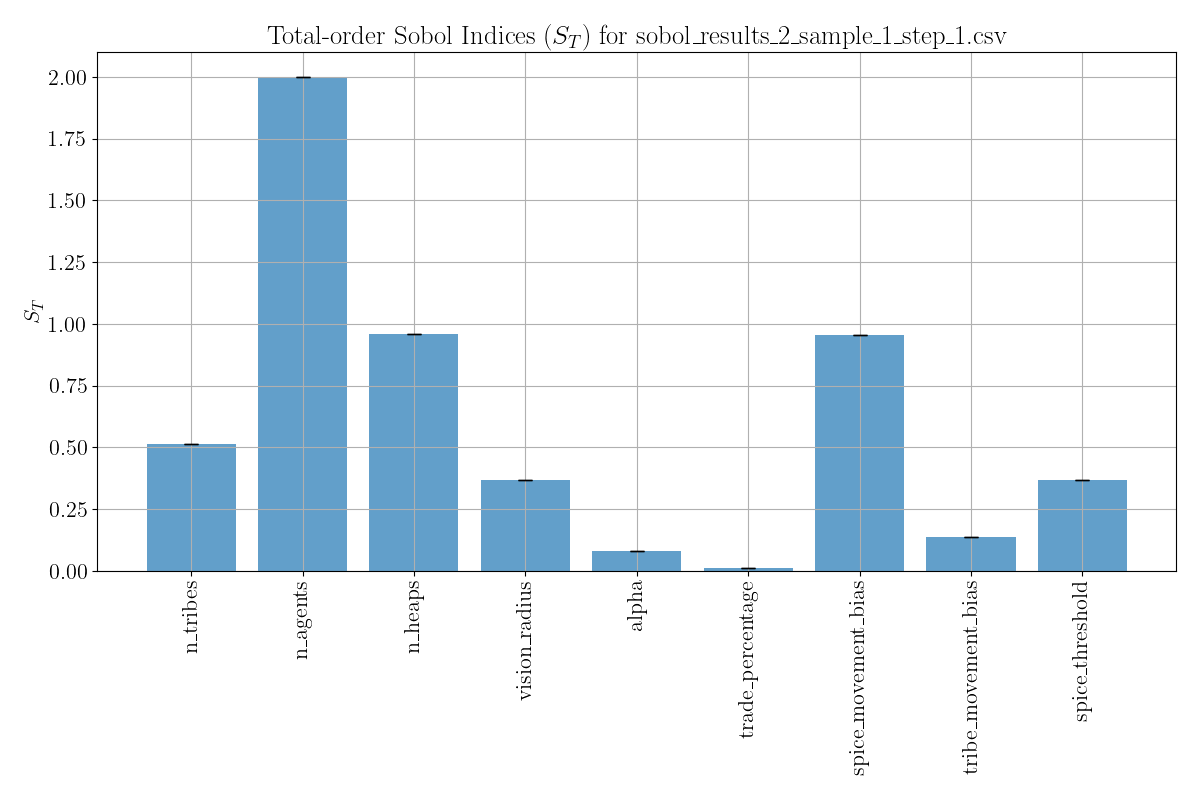 Total-order Sobol Indices (S_T) for sobol_results_2_sample_1_step_1.csv
2.00
1.75
1.50
1.25
1.00
0.75
0.50
0.25
0.00
S_T
n_tribes
n_agents
n_heaps
vision_radius
alpha
trade_percentage
spice_movement_bias
tribe_movement_bias
spice_threshold